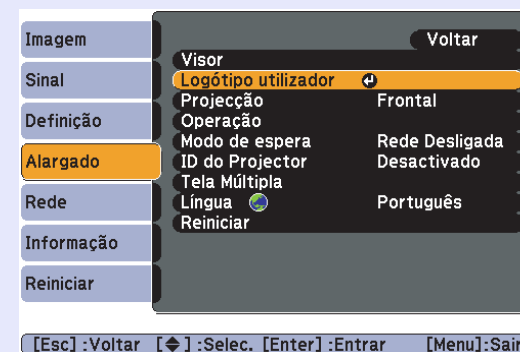 Imagem
Sinal
Definição
Alargado
Rede
Informação
Reiniciar
Voltar
Visor
Logótipo utilizador
Projecção Frontal
Operação
Modo de espera Rede Desligada
ID do Projector Desactivado
Tela Múltipla
Língua Português
Reiniciar
[Esc] :Voltar [◆] :Selec. [Enter] :Entrar [Menu]:Sair